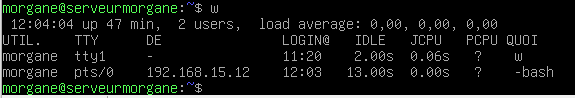 morgane@serveurmorgane:~$ w
12:04:04 up 47 min, 2 users, load average: 0,00, 0,00, 0,00
UTIL. TTY DE LOGIN@ IDLE JCPU PCPU QUOI
morgane tty1 - 11:20 2.00s 0.06s ? w
morgane pts/0 192.168.15.12 12:03 13.00s 0.00s ? -bash
morgane@serveurmorgane:~$